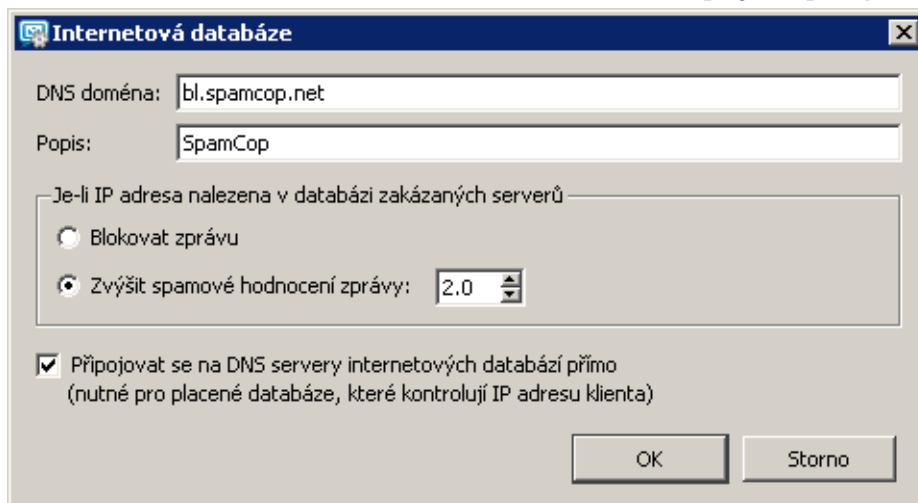 Internetová databáze
DNS doména: bl.spamcop.net
Popis: SpamCop
Je-li IP adresa nalezena v databázi zakázaných serverů
Blokovat zprávu
Zvýšit spamové hodnocení zprávy: 2.0
Připojovat se na DNS servery internetových databází přímo
(nutné pro placené databáze, které kontrolují IP adresu klienta)
OK Storno